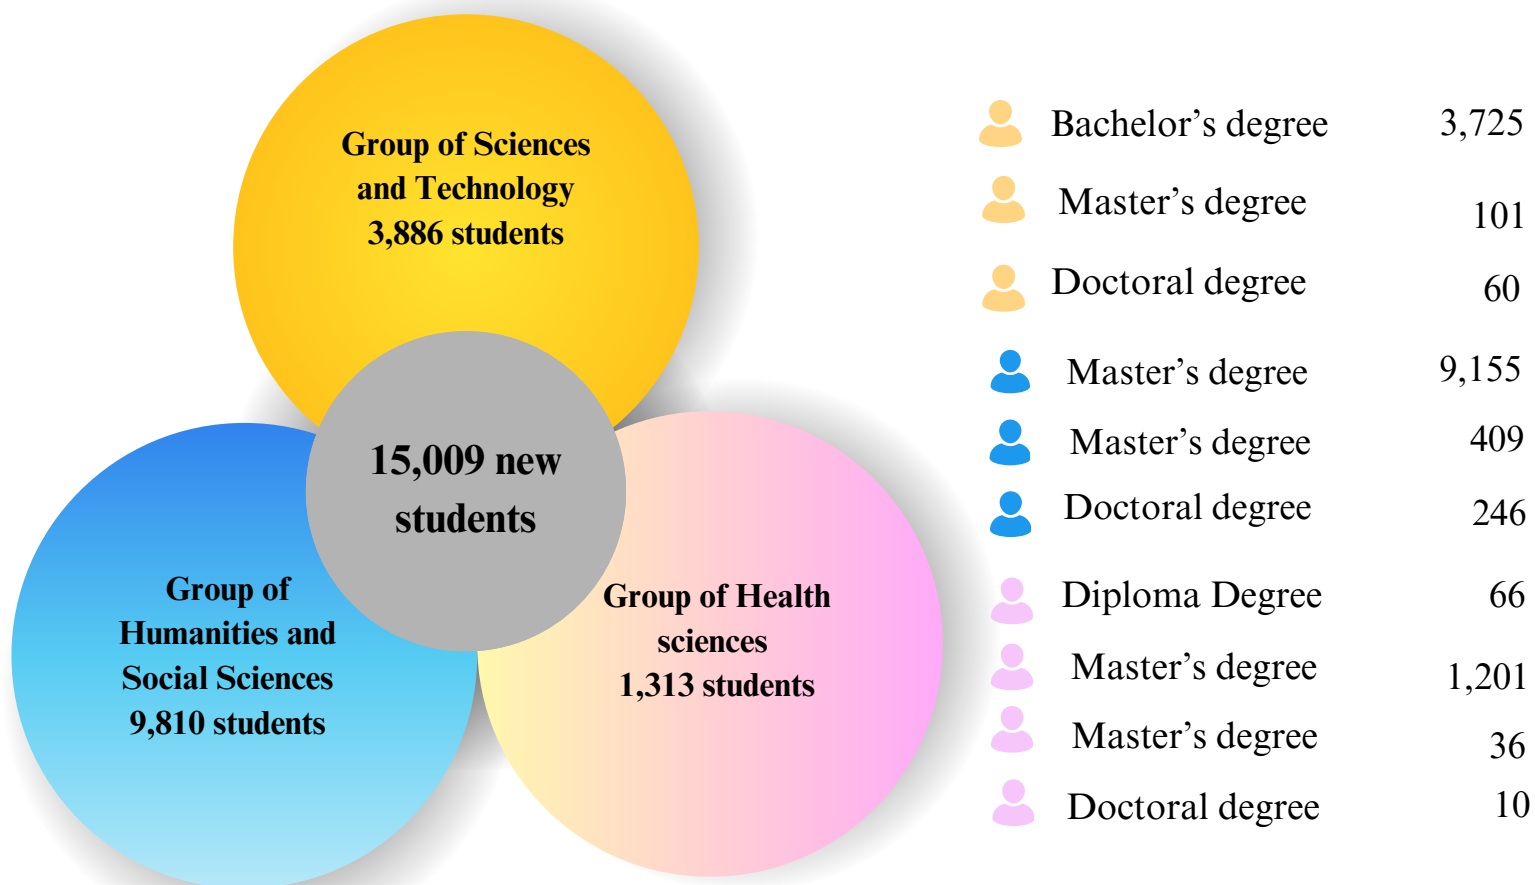 Group of Sciences
and Technology
3,886 students
15,009 new
students
Group of
Humanities and
Social Sciences
9,810 students
Group of Health
sciences
1,313 students
Bachelor’s degree 3,725
Master’s degree 101
Doctoral degree 60
Master’s degree 9,155
Master’s degree 409
Doctoral degree 246
Diploma Degree 66
Master’s degree 1,201
Master’s degree 36
Doctoral degree 10